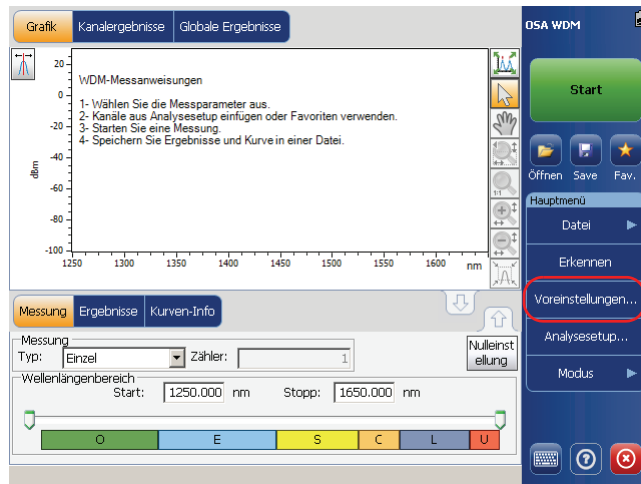 Grafik Kanalergebnisse Globale Ergebnisse
20
0
-20
-40
-60
-80
-100
dBm
WDM-Messanweisungen
1- Wählen Sie die Messparameter aus.
2- Kanäle aus Analysesetup einfügen oder Favoriten verwenden.
3- Starten Sie eine Messung.
4- Speichern Sie Ergebnisse und Kurve in einer Datei.
1250 1300 1350 1400 1450 1500 1550 1600 nm
1:1
Messung Ergebnisse Kurven-Info
Messung
Typ: Einzel Zähler: 1
Nulleinst
ellung
Wellenlängenbereich
Start: 1250.000 nm Stopp: 1650.000 nm
O E S C L U
OSA WDM
Start
Öffnen Save Fav.
Hauptmenü
Datei
Erkennen
Voreinstellungen...
Analysesetup...
Modus
?